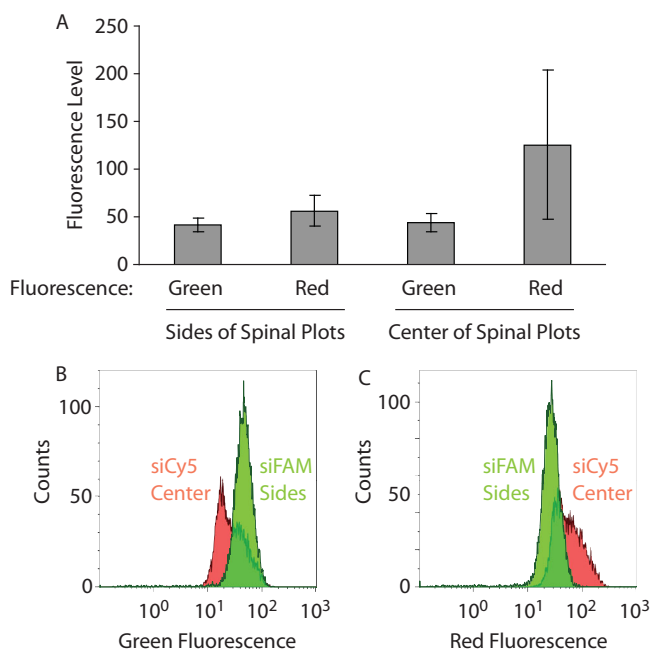 A
Fluorescence Level
250
200
150
100
50
0
Fluorescence: Green Red Green Red
Sides of Spinal Plots Center of Spinal Plots
B
Counts
100
50
0
siCy5 siFAM
Center Sides
10⁰ 10¹ 10² 10³
Green Fluorescence
C
Counts
100
50
0
siFAM siCy5
Sides Center
10⁰ 10¹ 10² 10³
Red Fluorescence